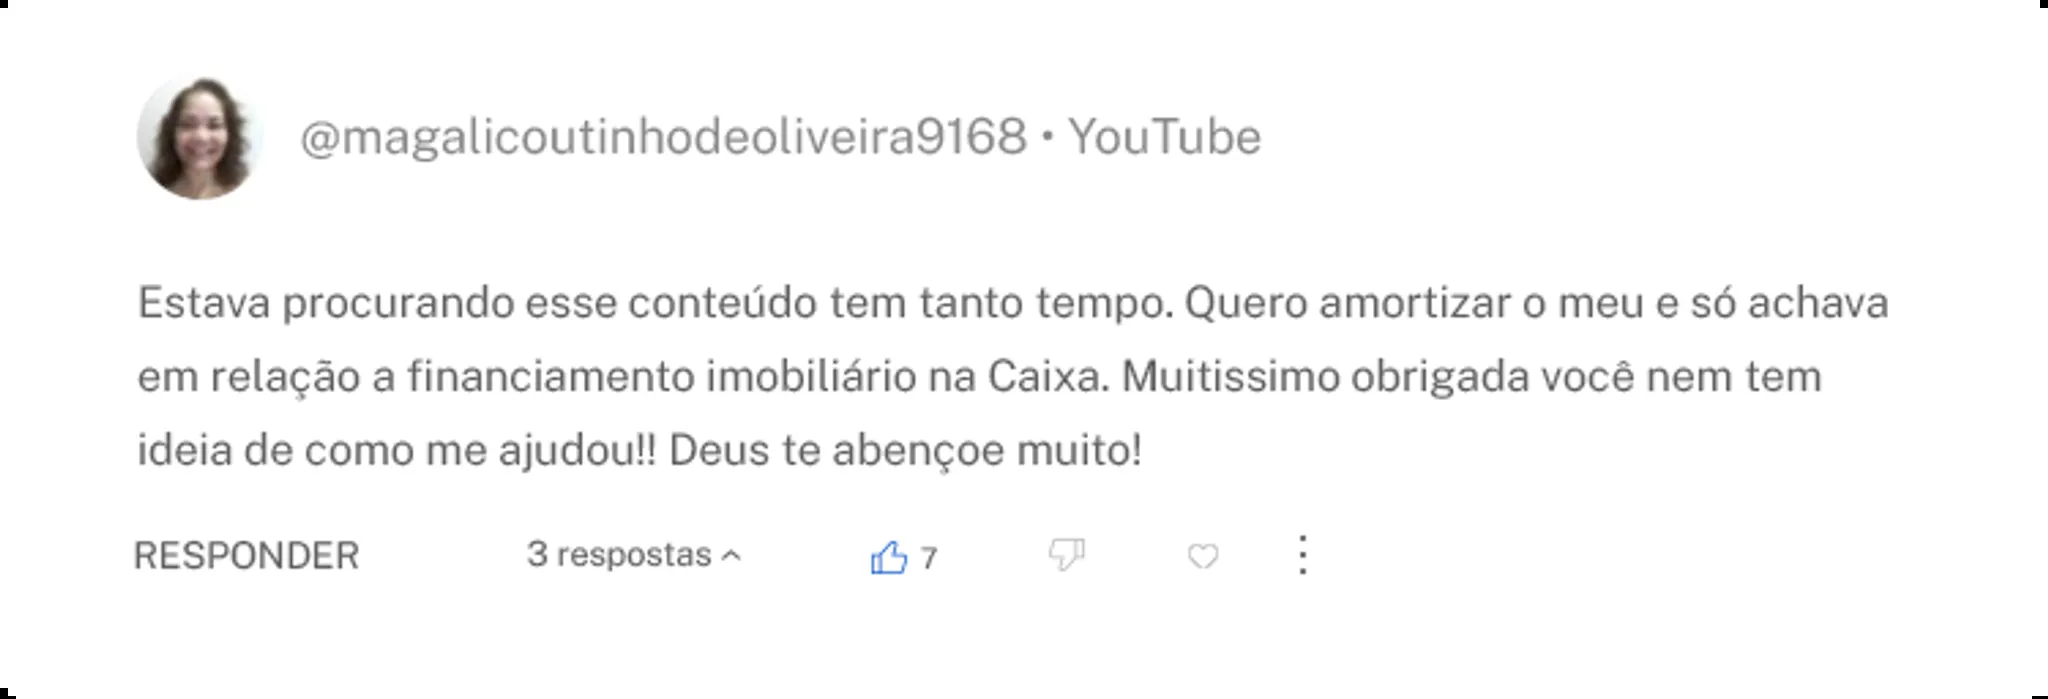 @magalicoutinhodeoliveira9168 • YouTube
Estava procurando esse conteúdo tem tanto tempo. Quero amortizar o meu e só achava
em relação a financiamento imobiliário na Caixa. Muitissimo obrigada você nem tem
ideia de como me ajudou!! Deus te abençoe muito!
RESPONDER 3 respostas 7